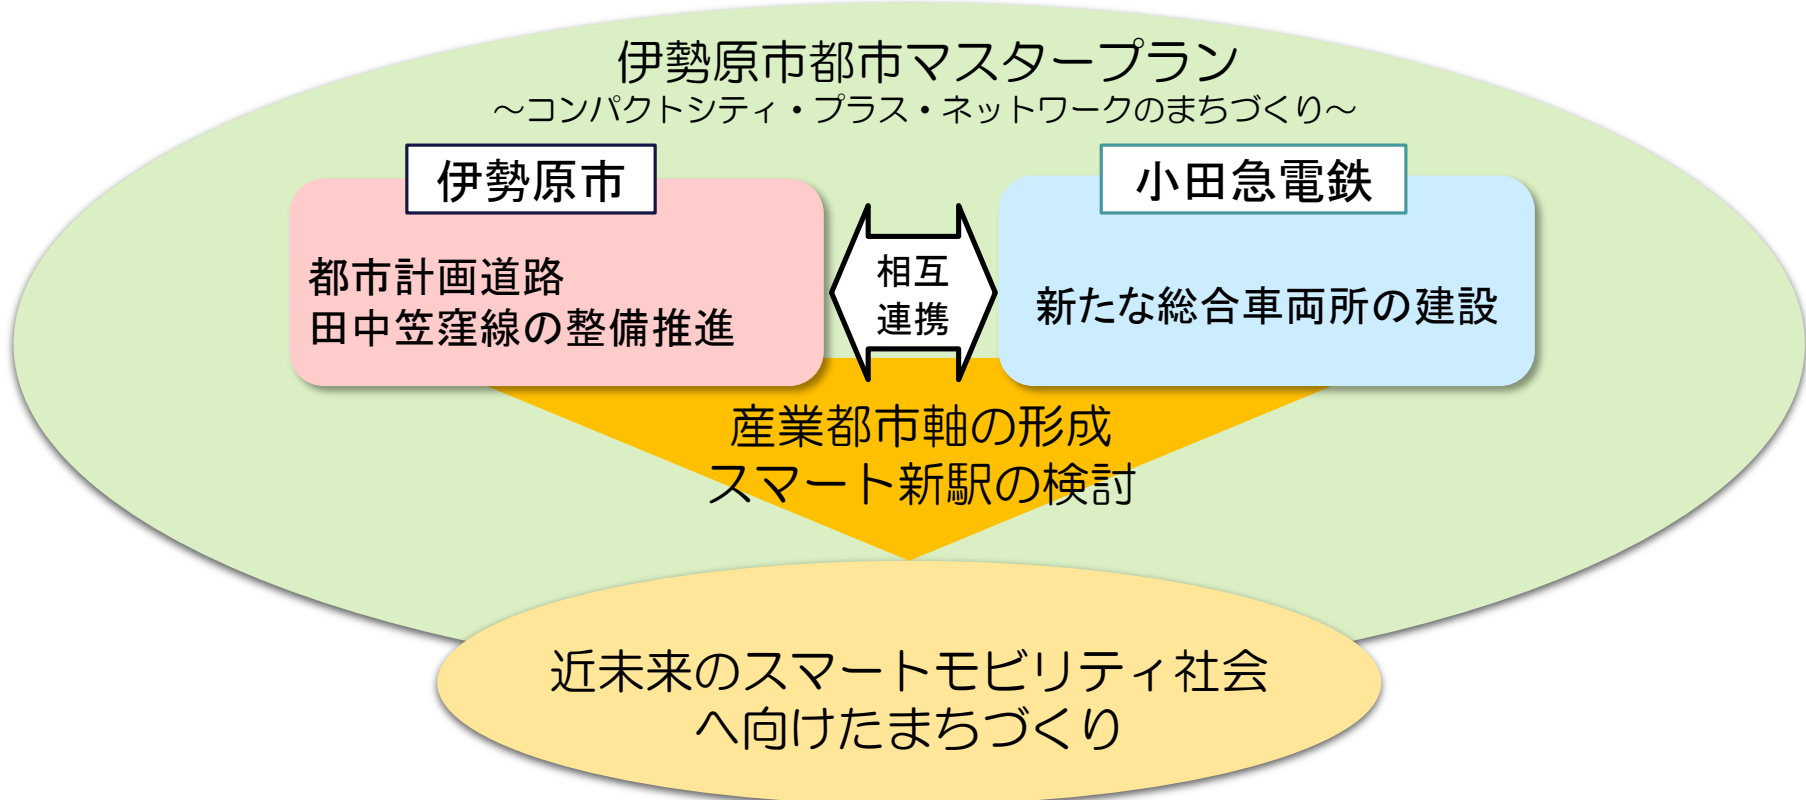 伊勢原市都市マスタープラン
～コンパクトシティ・プラス・ネットワークのまちづくり～
伊勢原市
都市計画道路
田中笠窪線の整備推進
相互
連携
小田急電鉄
新たな総合車両所の建設
産業都市軸の形成
スマート新駅の検討
近未来のスマートモビリティ社会
へ向けたまちづくり